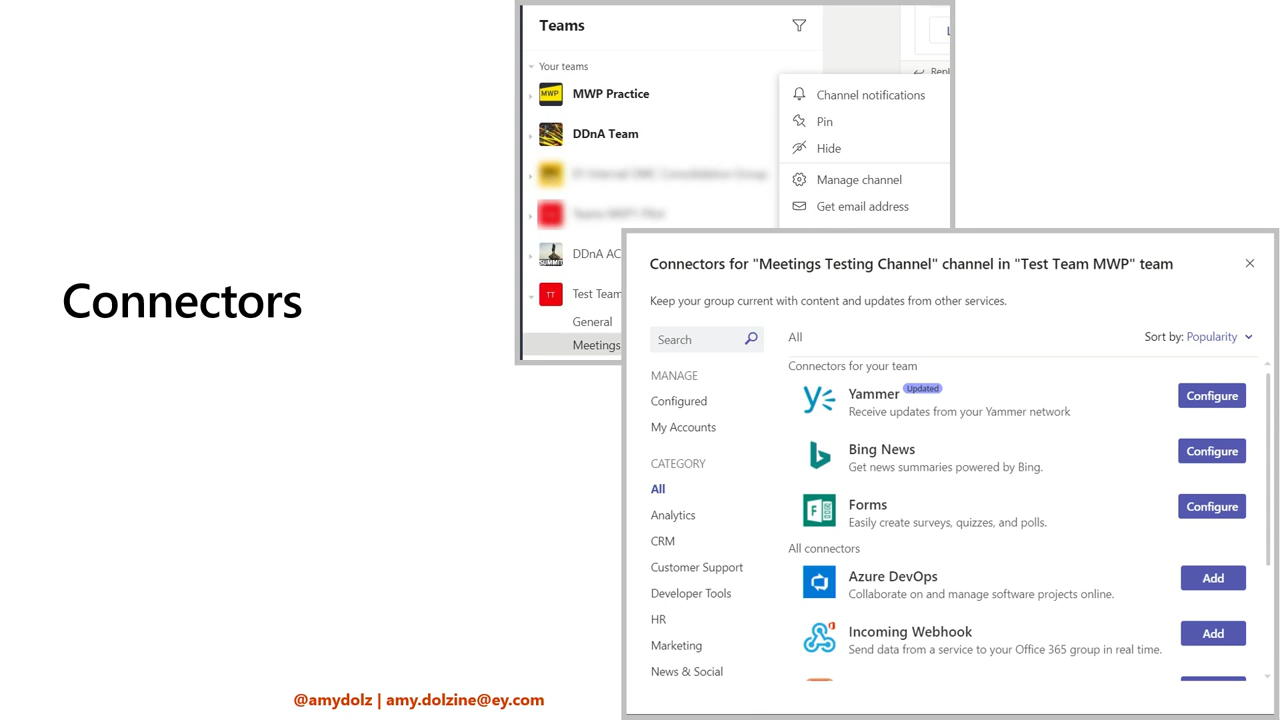 Connectors
Teams
Your teams
MWP Practice
DDnA Team
DDnA AC
Test Team
General
Meetings
Channel notifications
Pin
Hide
Manage channel
Get email address
Connectors for "Meetings Testing Channel" channel in "Test Team MWP" team
Keep your group current with content and updates from other services.
Search
MANAGE
Configured
My Accounts
CATEGORY
All
Analytics
CRM
Customer Support
Developer Tools
HR
Marketing
News & Social
All
Sort by: Popularity
Connectors for your team
Yammer Updated
Receive updates from your Yammer network
Configure
Bing News
Get news summaries powered by Bing.
Configure
Forms
Easily create surveys, quizzes, and polls.
Configure
All connectors
Azure DevOps
Collaborate on and manage software projects online.
Add
Incoming Webhook
Send data from a service to your Office 365 group in real time.
Add
@amydolz | amy.dolzine@ey.com